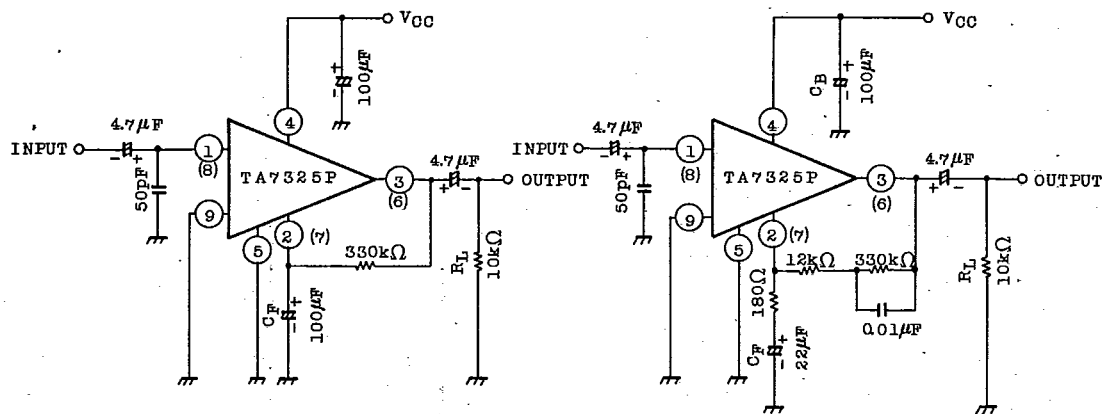 VCC
100μF
4
4.7μF
INPUT
1
(8)
TA7325P
3
(6)
4.7μF
OUTPUT
50pF
9
5
2
(7)
330kΩ
RL
10kΩ
CF
100μF
VCC
CB
100μF
4
4.7μF
INPUT
1
(8)
TA7325P
3
(6)
4.7μF
OUTPUT
50pF
9
5
2
(7)
12kΩ
330kΩ
180Ω
0.01μF
RL
10kΩ
CF
22μF